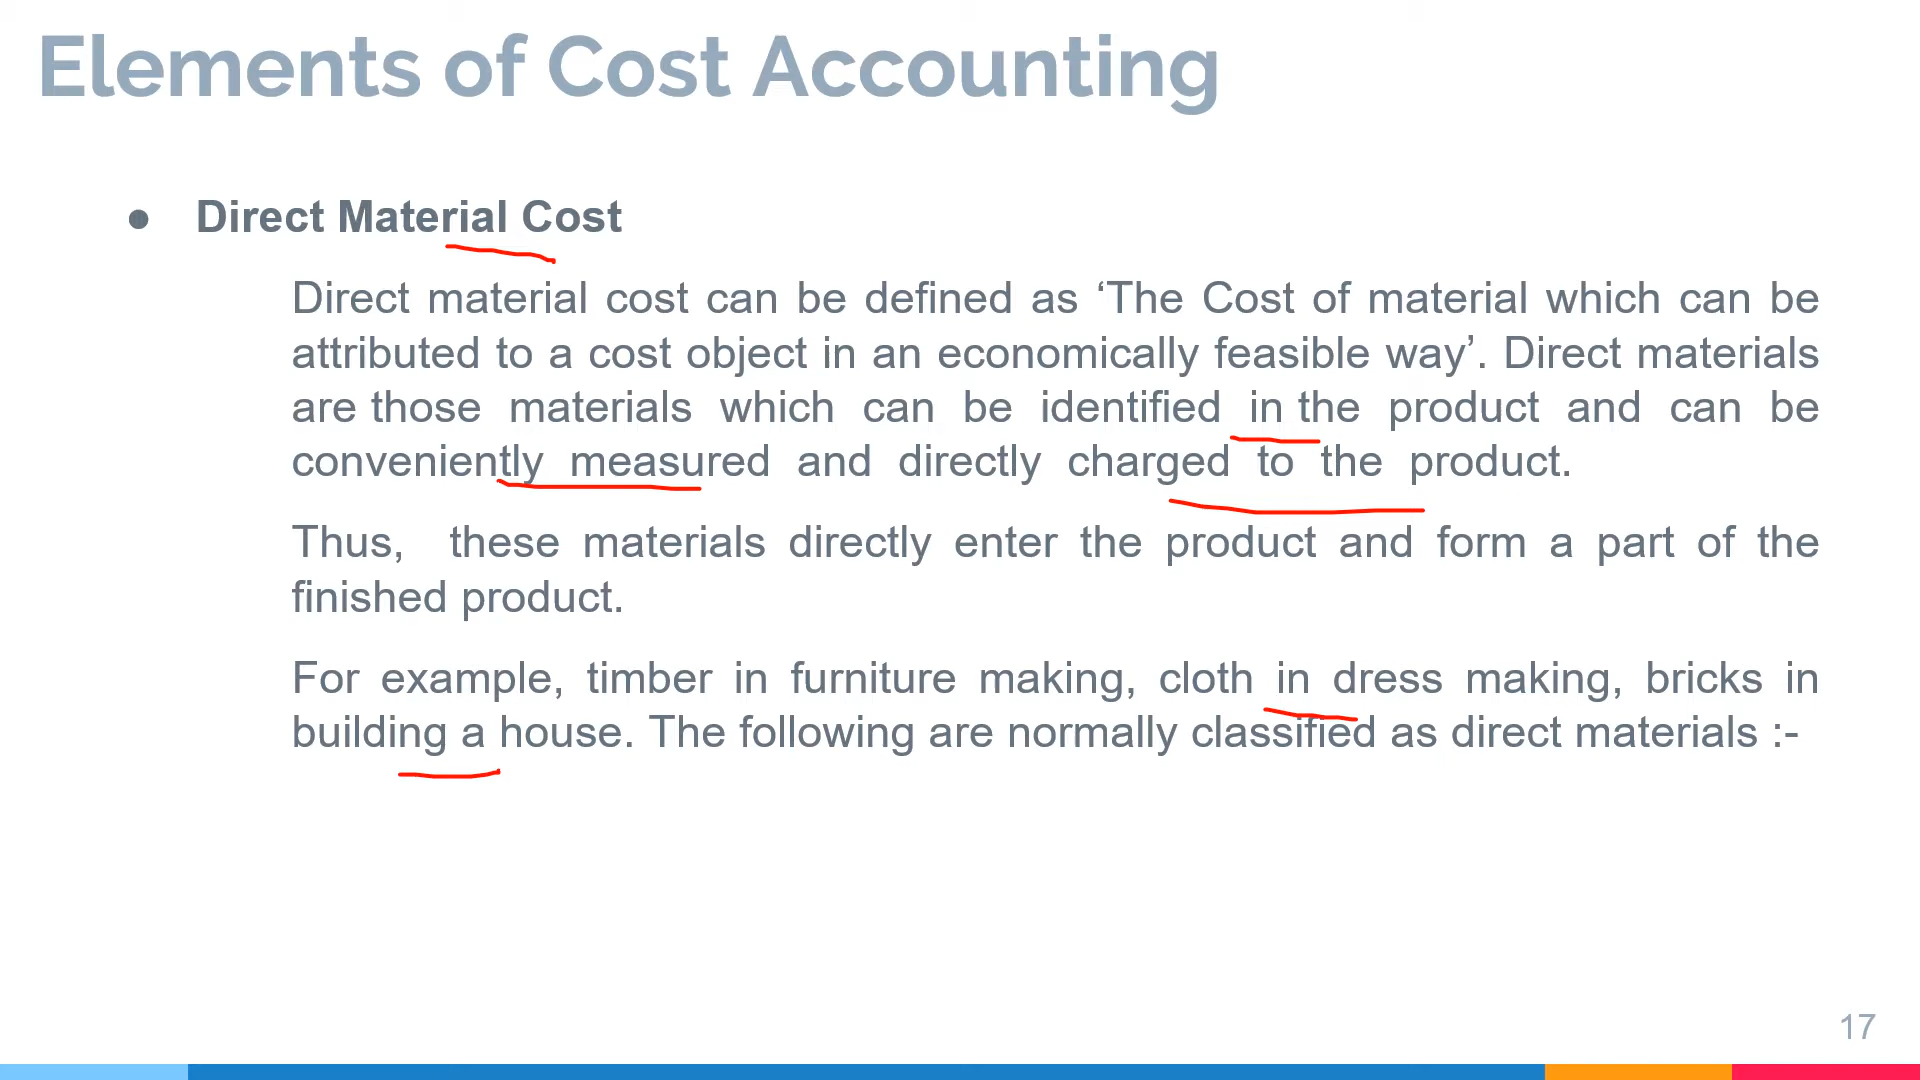 Elements of Cost Accounting
● Direct Material Cost
Direct material cost can be defined as ‘The Cost of material which can be
attributed to a cost object in an economically feasible way’. Direct materials
are those materials which can be identified in the product and can be
conveniently measured and directly charged to the product.
Thus, these materials directly enter the product and form a part of the
finished product.
For example, timber in furniture making, cloth in dress making, bricks in
building a house. The following are normally classified as direct materials :-
17